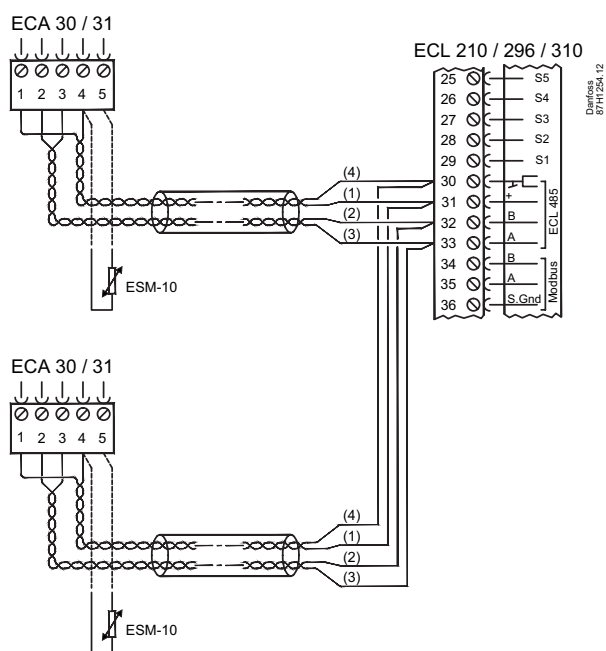 ECA 30 / 31
1 2 3 4 5
ESM-10
ECL 210 / 296 / 310
25 S5
26 S4
27 S3
28 S2
29 S1
30
31 +
32 B
33 A
ECL 485
34 B
35 A
36 S.Gnd
Modbus
Danfoss
87H1254.12
(4)
(1)
(2)
(3)
ECA 30 / 31
1 2 3 4 5
(4)
(1)
(2)
(3)
ESM-10